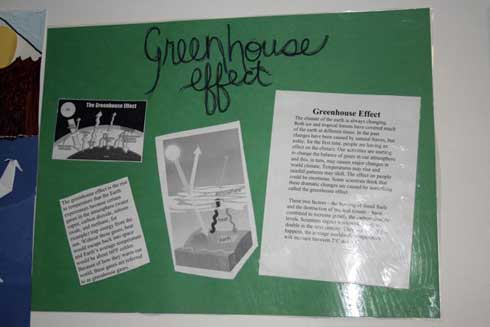 Greenhouse
effect
The Greenhouse Effect
The greenhouse effect is the rise
in temperature that the Earth
experiences because certain
gases in the atmosphere (water
vapor, carbon dioxide, nitrous
oxide, and methane, for
example) trap energy from the
sun. Without these gases, heat
would escape back into space
and Earth's average temperature
would be about 60°F colder.
Because of how they warm our
world, these gases are referred
to as greenhouse gases.
Earth
Greenhouse Effect
The climate of the earth is always changing.
Both ice and tropical forests have covered much
of the earth at different times. In the past
changes have been caused by natural forces, but
today, for the first time, people are having an
effect on the climate. Our activities are starting
to change the balance of gases in our atmosphere
and this, in turn, may causes major changes in
world climate. Temperatures may rise and
rainfall patterns may shift. The effect on people
could be enormous. Some scientists think that
these dramatic changes are caused by something
called the greenhouse effect.
These two factors - the burning of fossil fuels
and the destruction of tropical forests - have
combined to increase greatly the carbon dioxide
levels. Scientists expect
double in the next century.
happens, the average worldwide temperature
will increase between 2°C